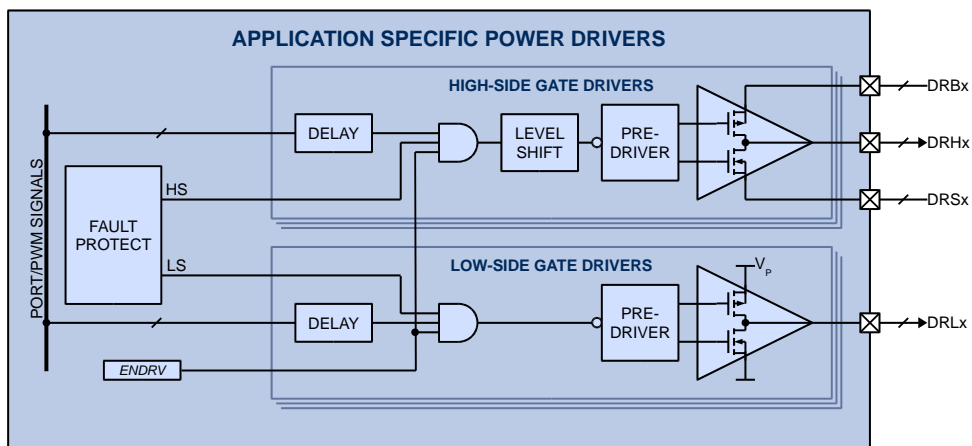 APPLICATION SPECIFIC POWER DRIVERS
HIGH-SIDE GATE DRIVERS
DRBx
DELAY
LEVEL
SHIFT
PRE-
DRIVER
DRHx
PORT/PWM SIGNALS
HS
FAULT
PROTECT
DRSx
LS
LOW-SIDE GATE DRIVERS
VP
DELAY
PRE-
DRIVER
DRLx
ENDRV